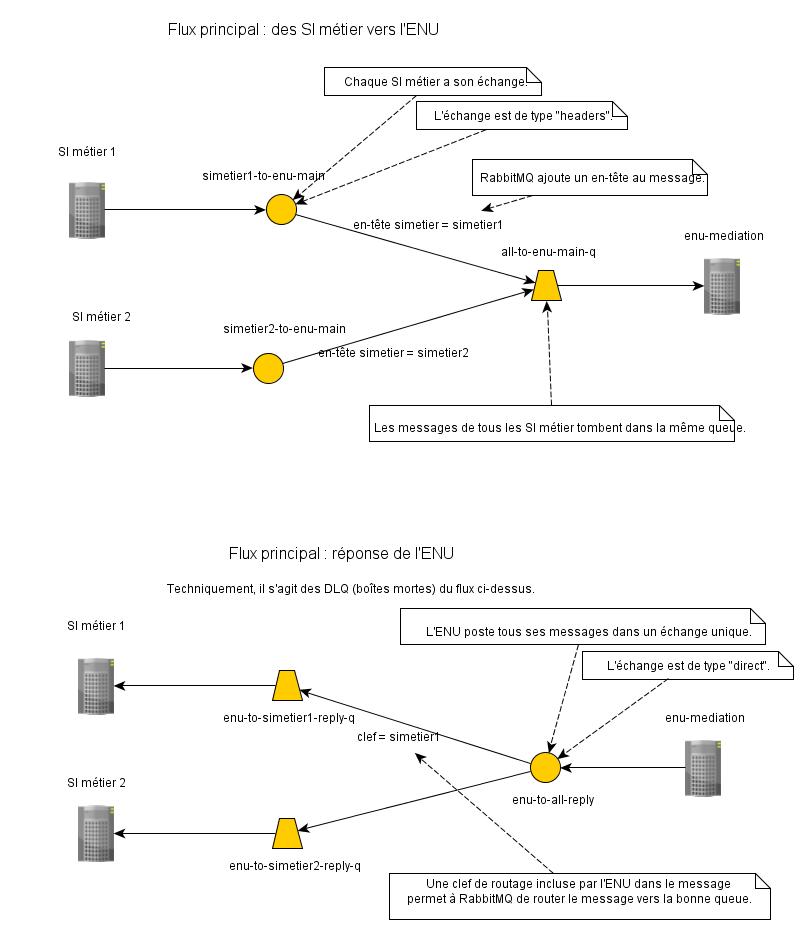 Flux principal : des SI métier vers l'ENU
Chaque SI métier a son échange.
L'échange est de type "headers".
SI métier 1
simetier1-to-enu-main
RabbitMQ ajoute un en-tête au message.
en-tête simetier = simetier1
enu-mediation
all-to-enu-main-q
SI métier 2
simetier2-to-enu-main
en-tête simetier = simetier2
Les messages de tous les SI métier tombent dans la même queue.
Flux principal : réponse de l'ENU
Techniquement, il s'agit des DLQ (boîtes mortes) du flux ci-dessus.
SI métier 1
L'ENU poste tous ses messages dans un échange unique.
L'échange est de type "direct".
enu-to-simetier1-reply-q
enu-mediation
clef = simetier1
SI métier 2
enu-to-all-reply
enu-to-simetier2-reply-q
Une clef de routage incluse par l'ENU dans le message
permet à RabbitMQ de router le message vers la bonne queue.